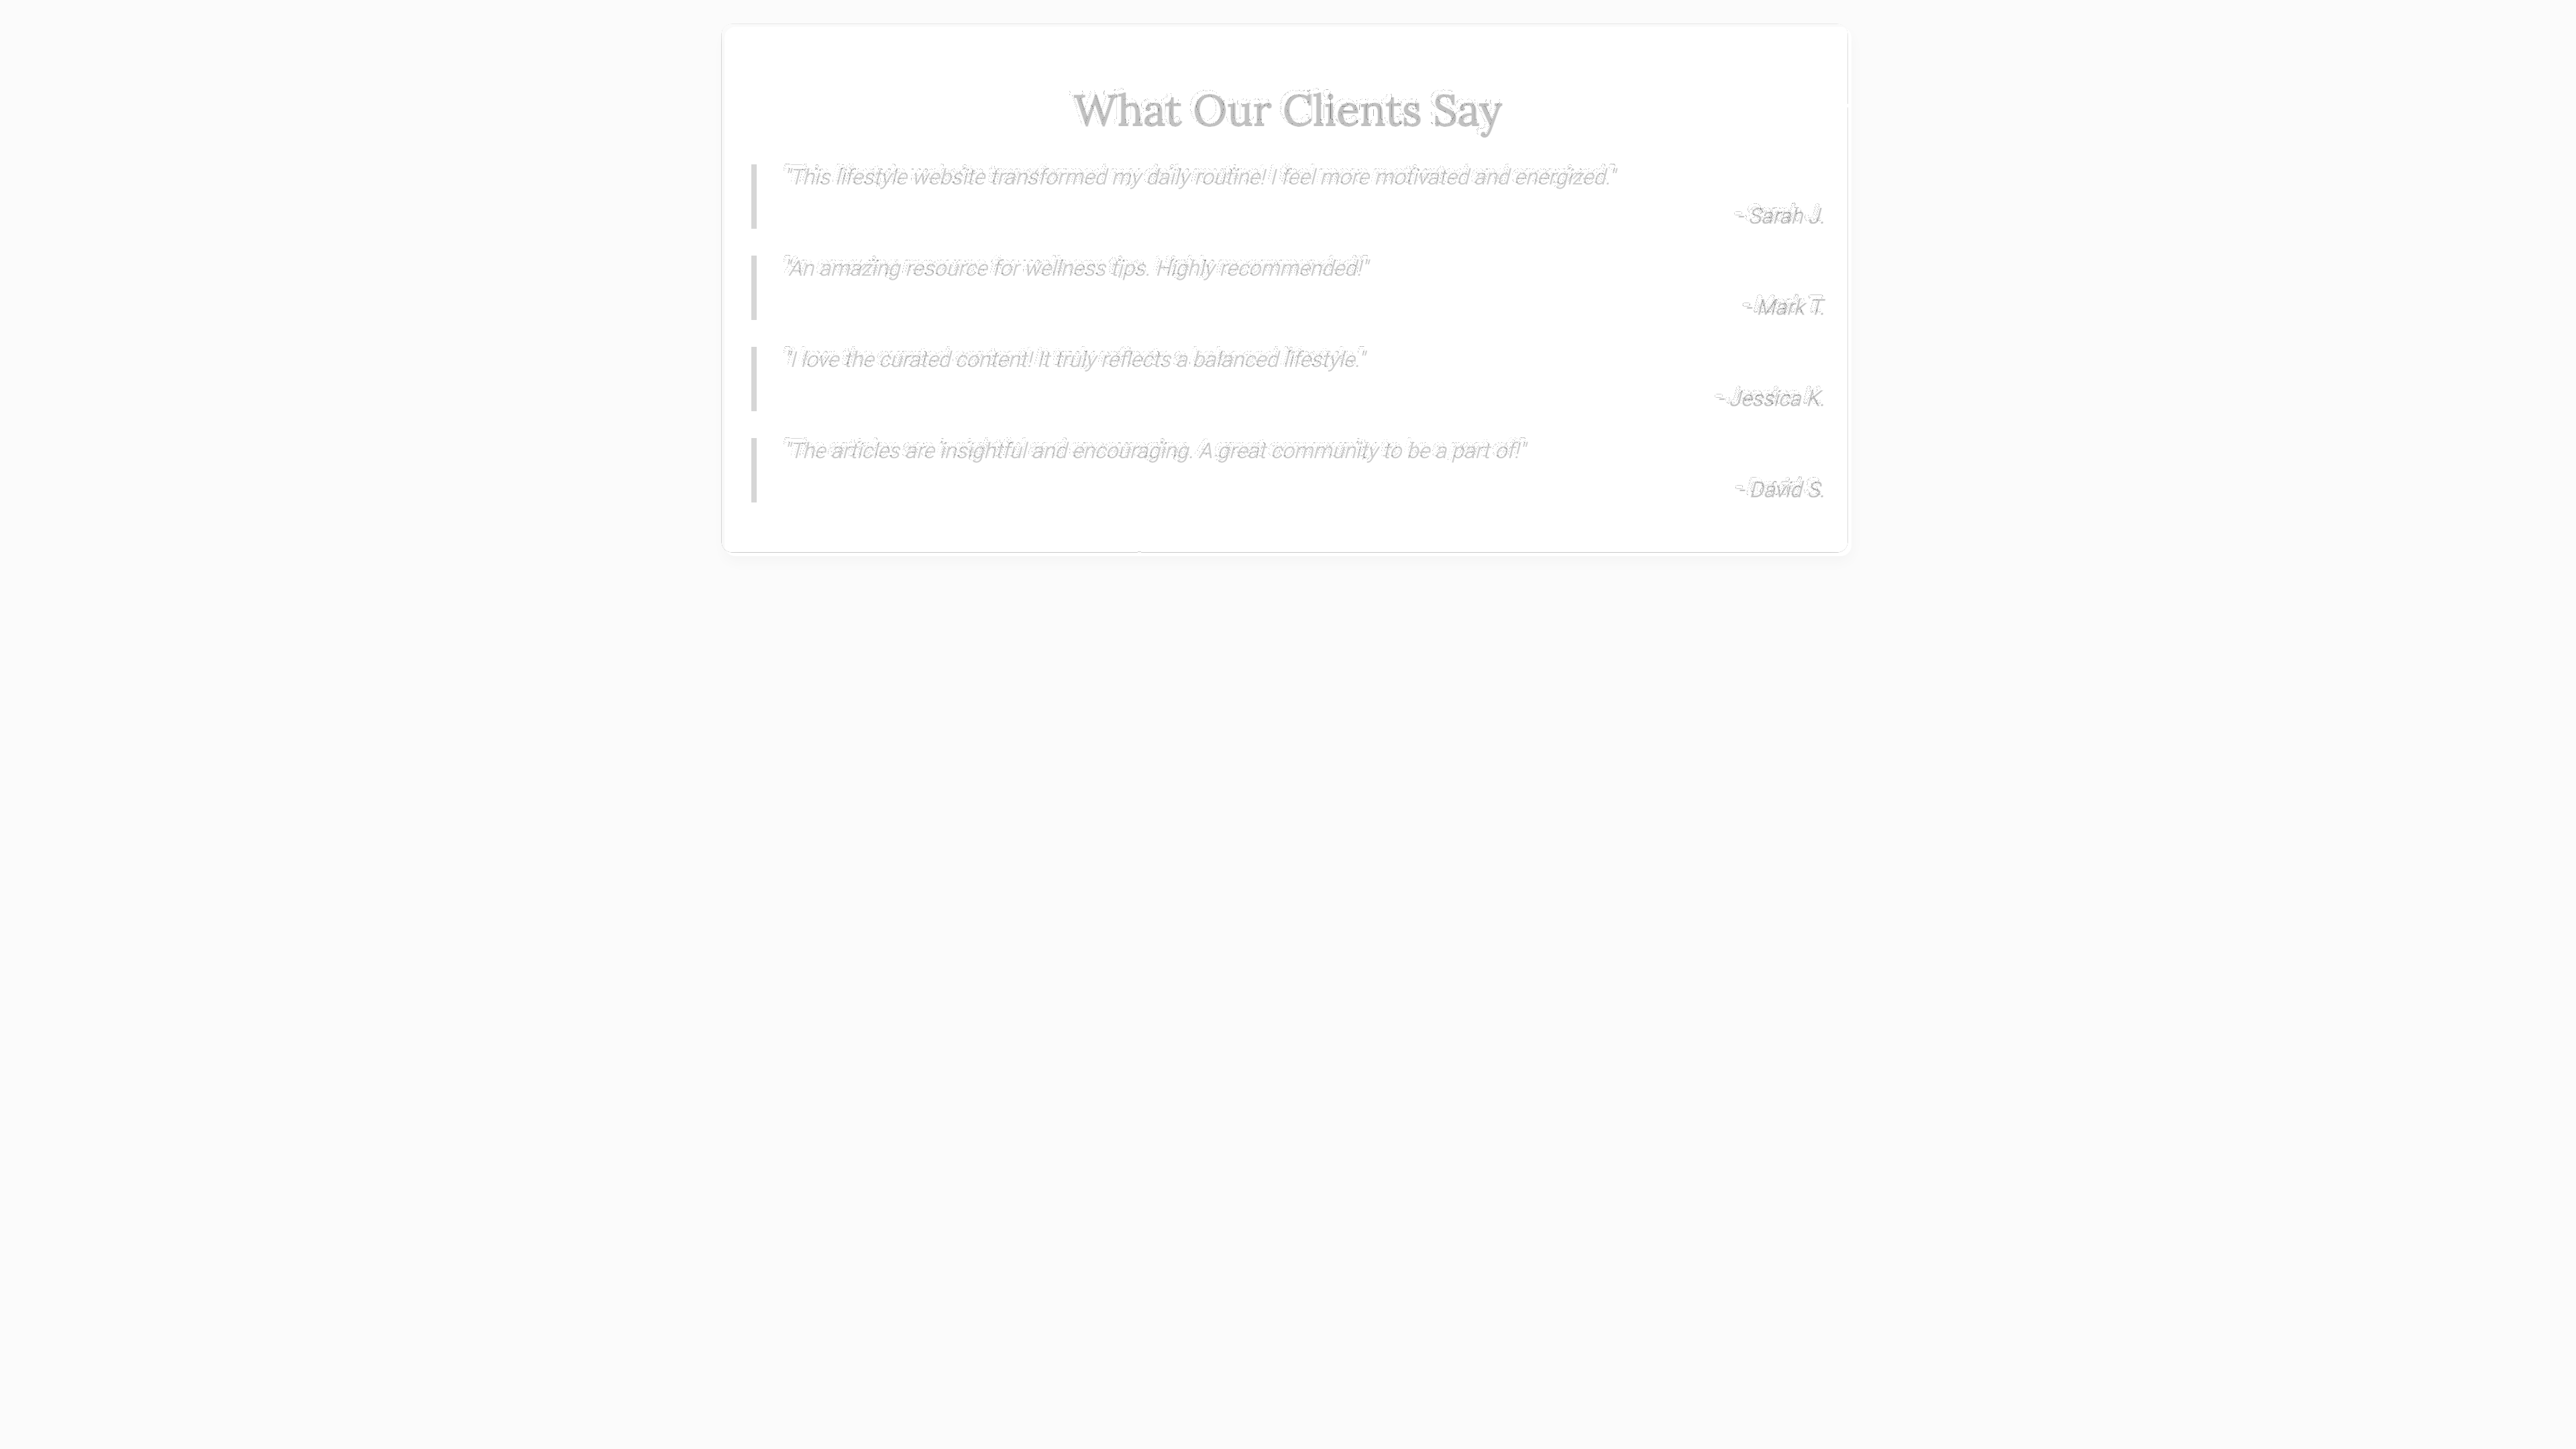 What Our Clients Say
"This lifestyle website transformed my daily routine! I feel more motivated and energized."
- Sarah J.
"An amazing resource for wellness tips. Highly recommended!"
- Mark T.
"I love the curated content! It truly reflects a balanced lifestyle."
- Jessica K.
"The articles are insightful and encouraging. A great community to be a part of!"
- David S.